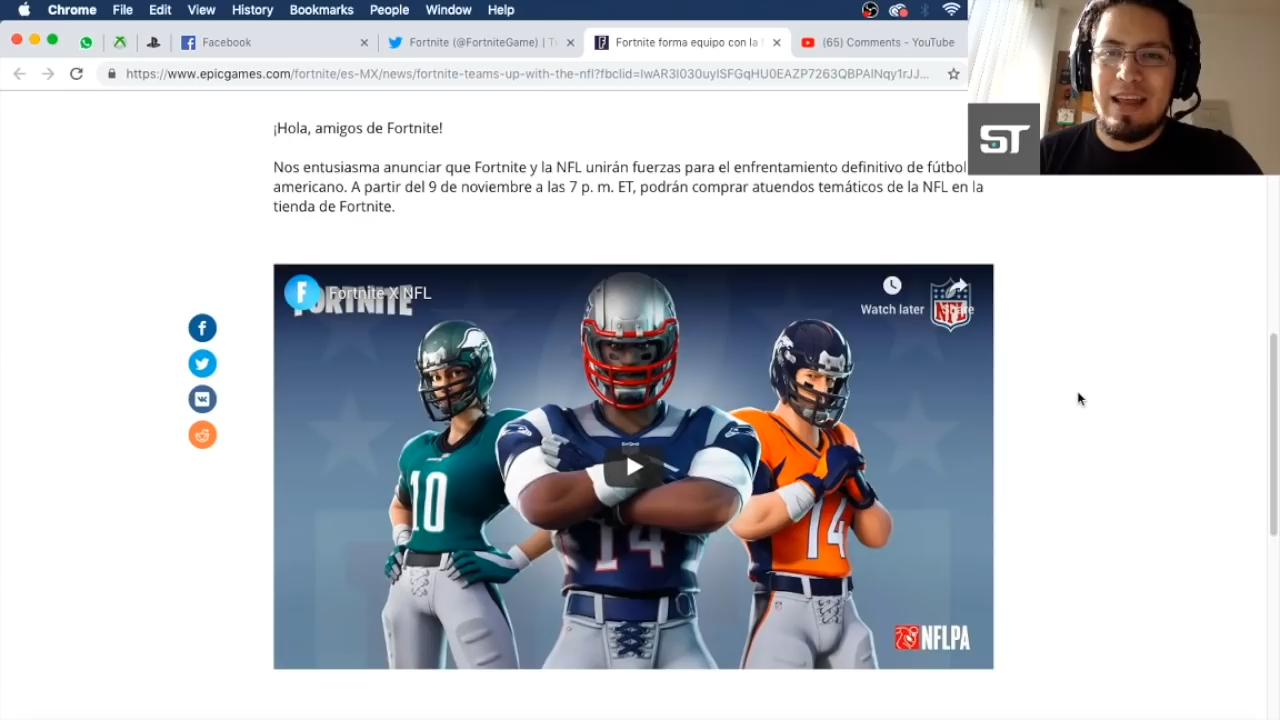 Chrome File Edit View History Bookmarks People Window Help
Facebook
Fortnite (@FortniteGame) | T
Fortnite forma equipo con la
(65) Comments - YouTube
https://www.epicgames.com/fortnite/es-MX/news/fortnite-teams-up-with-the-nfl?fbclid=
ST
¡Hola, amigos de Fortnite!
Nos entusiasma anunciar que Fortnite y la NFL unirán fuerzas para el enfrentamiento definitivo de fútbol
americano. A partir del 9 de noviembre a las 7 p. m. ET, podrán comprar atuendos temáticos de la NFL en la
tienda de Fortnite.
Fortnite X NFL
FORTNITE
Watch later
Share
NFL
10
14
14
NFLPA